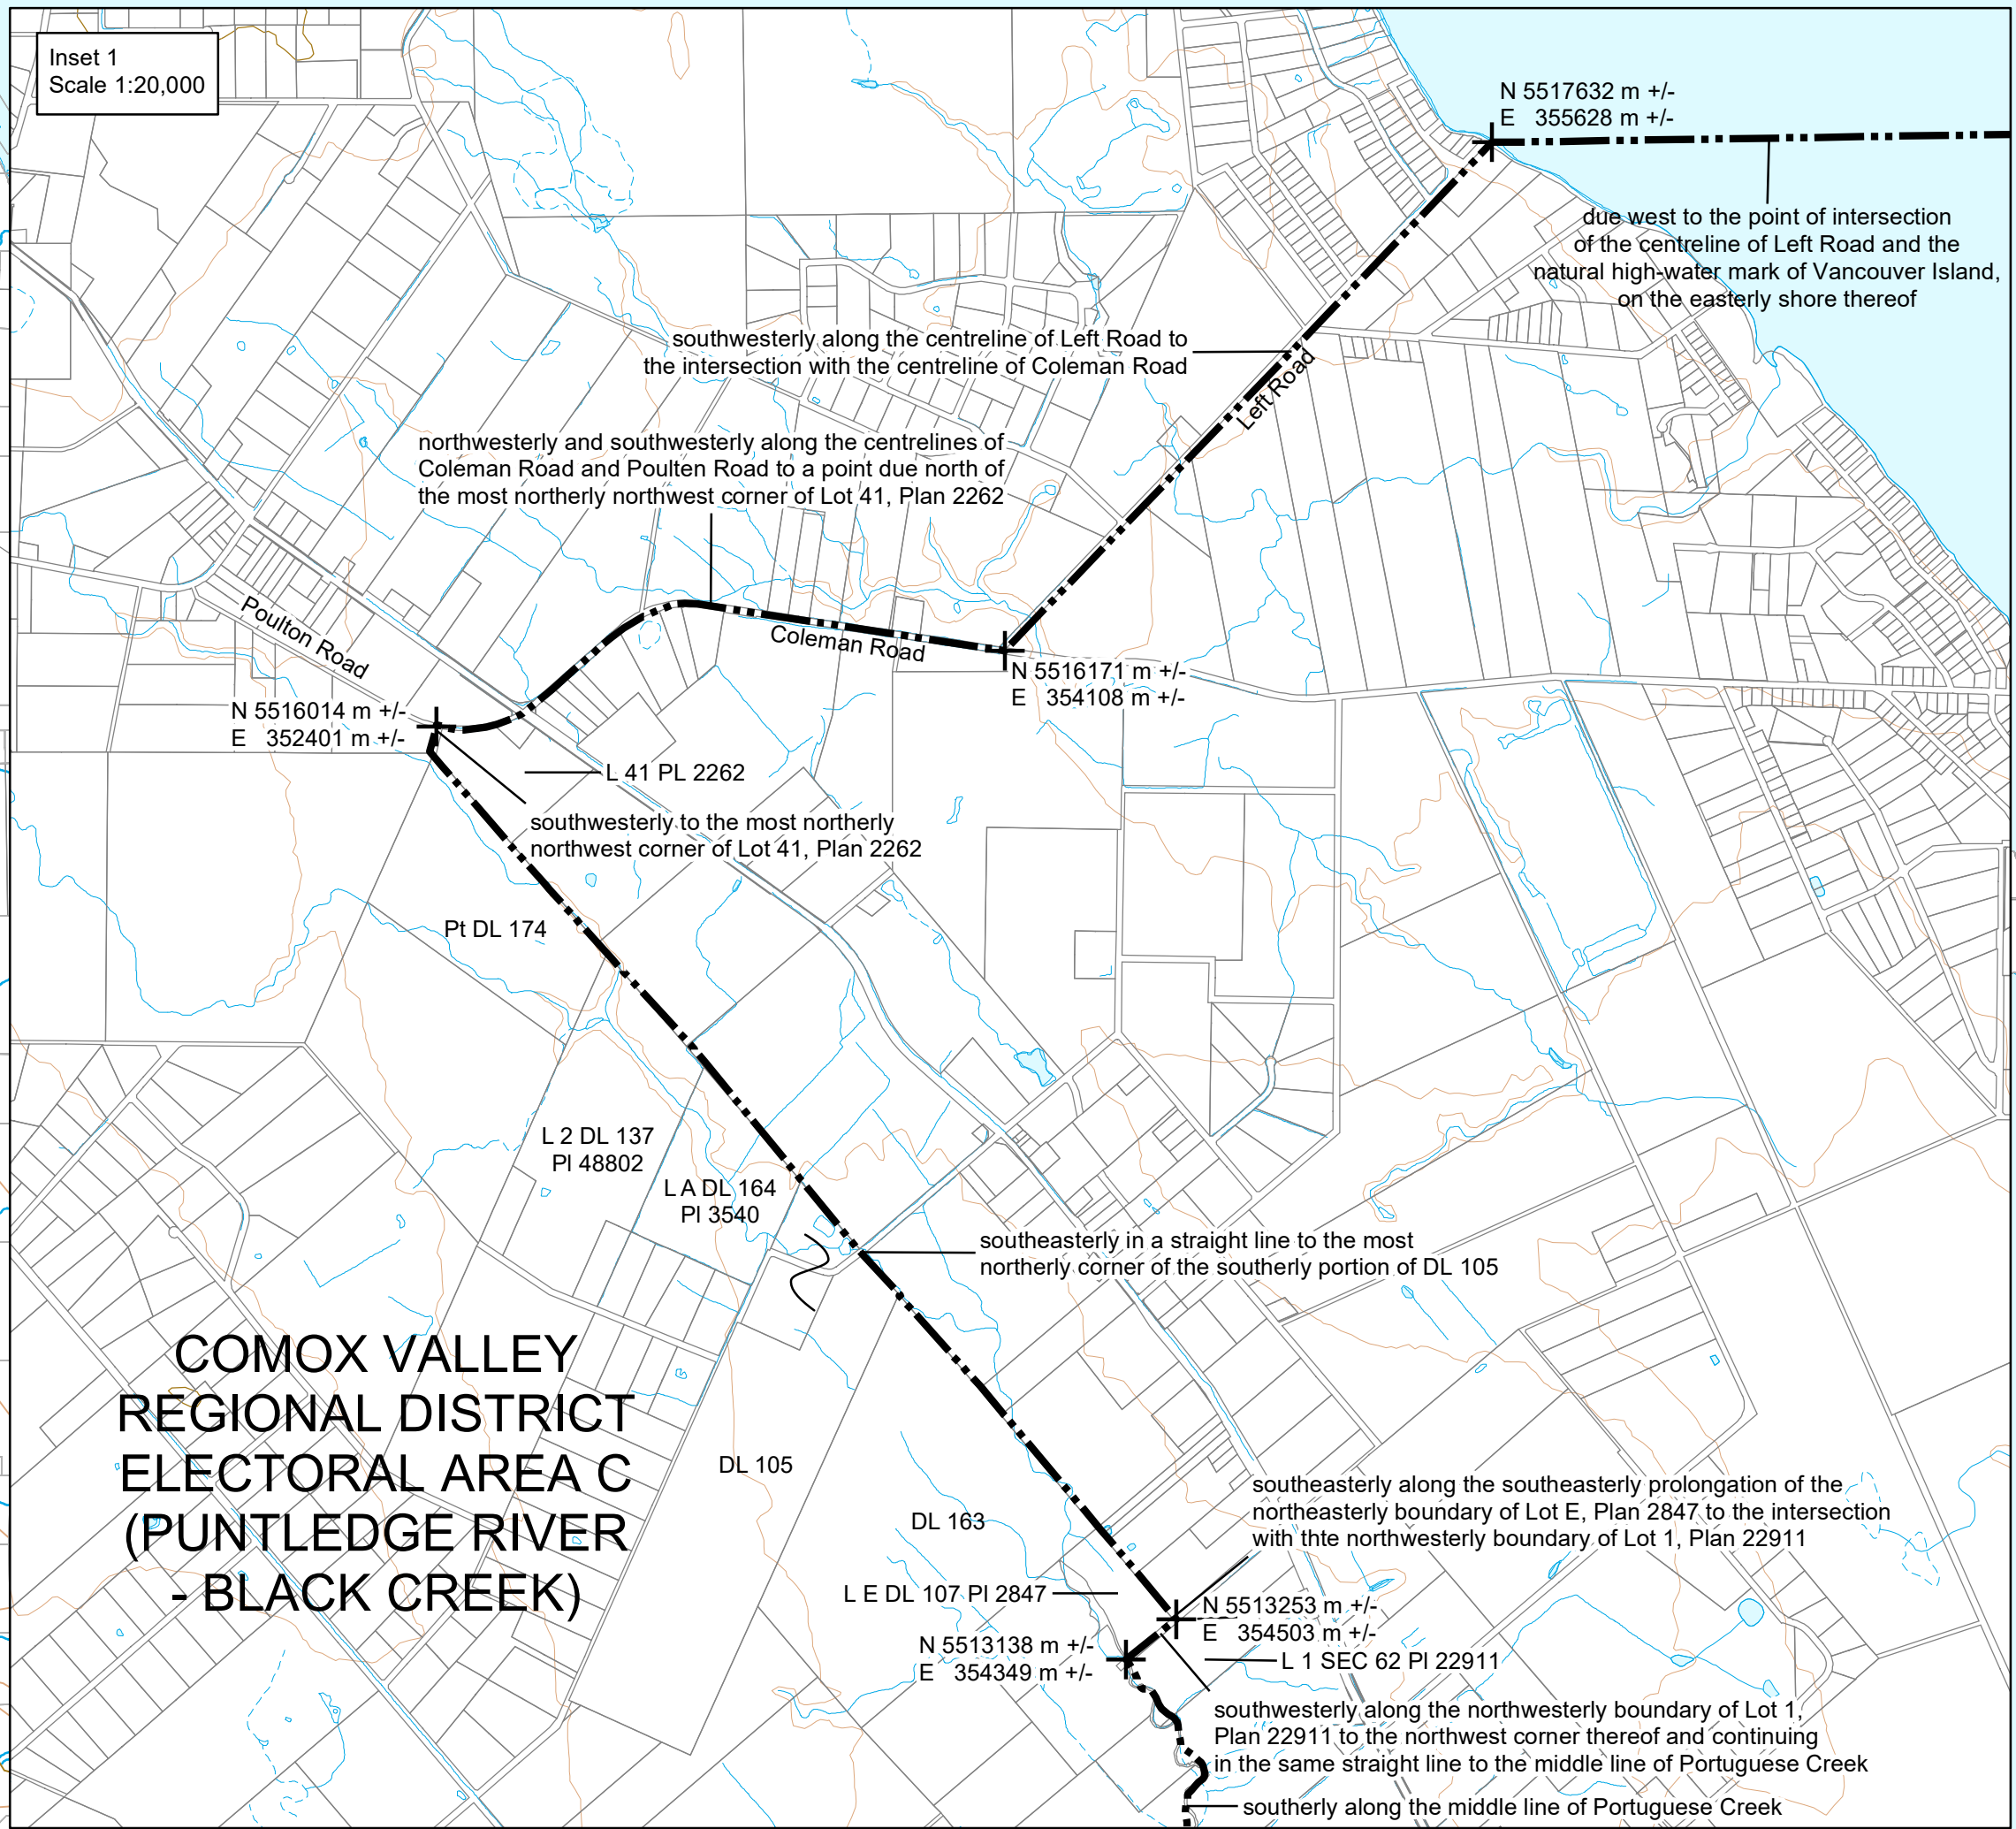 Inset 1
Scale 1:20,000
N 5517632 m +/-
E 355628 m +/-
due west to the point of intersection
of the centreline of Left Road and the
natural high-water mark of Vancouver Island,
on the easterly shore thereof
southwesterly along the centreline of Left Road to
the intersection with the centreline of Coleman Road
Left Road
northwesterly and southwesterly along the centrelines of
Coleman Road and Poulten Road to a point due north of
the most northerly northwest corner of Lot 41, Plan 2262
Poulton Road
Coleman Road
N 5516171 m +/-
E 354108 m +/-
N 5516014 m +/-
E 352401 m +/-
L 41 PL 2262
southwesterly to the most northerly
northwest corner of Lot 41, Plan 2262
Pt DL 174
L 2 DL 137
Pl 48802
L A DL 164
Pl 3540
southeasterly in a straight line to the most
northerly corner of the southerly portion of DL 105
COMOX VALLEY
REGIONAL DISTRICT
ELECTORAL AREA C
(PUNTLEDGE RIVER
- BLACK CREEK)
DL 105
DL 163
southeasterly along the southeasterly prolongation of the
northeasterly boundary of Lot E, Plan 2847 to the intersection
with thte northwesterly boundary of Lot 1, Plan 22911
L E DL 107 Pl 2847
N 5513253 m +/-
E 354503 m +/-
N 5513138 m +/-
E 354349 m +/-
L 1 SEC 62 Pl 22911
southwesterly along the northwesterly boundary of Lot 1,
Plan 22911 to the northwest corner thereof and continuing
in the same straight line to the middle line of Portuguese Creek
southerly along the middle line of Portuguese Creek